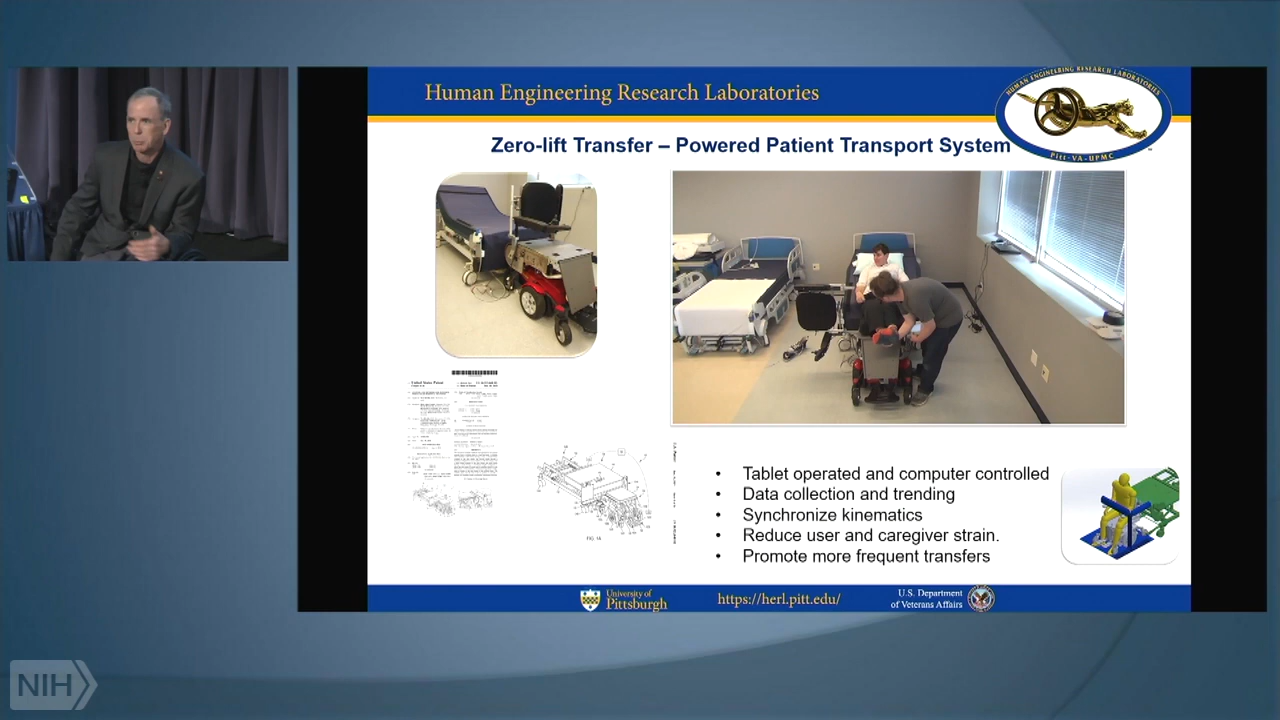 Human Engineering Research Laboratories
HUMAN ENGINEERING RESEARCH LABORATORIES
Pitt-VA-UPMC
Zero-lift Transfer – Powered Patient Transport System
United States Patent
FIG. 1A
• Tablet operated and computer controlled
• Data collection and trending
• Synchronize kinematics
• Reduce user and caregiver strain.
• Promote more frequent transfers
University of
Pittsburgh
https://herl.pitt.edu/
U.S. Department
of Veterans Affairs
NIH